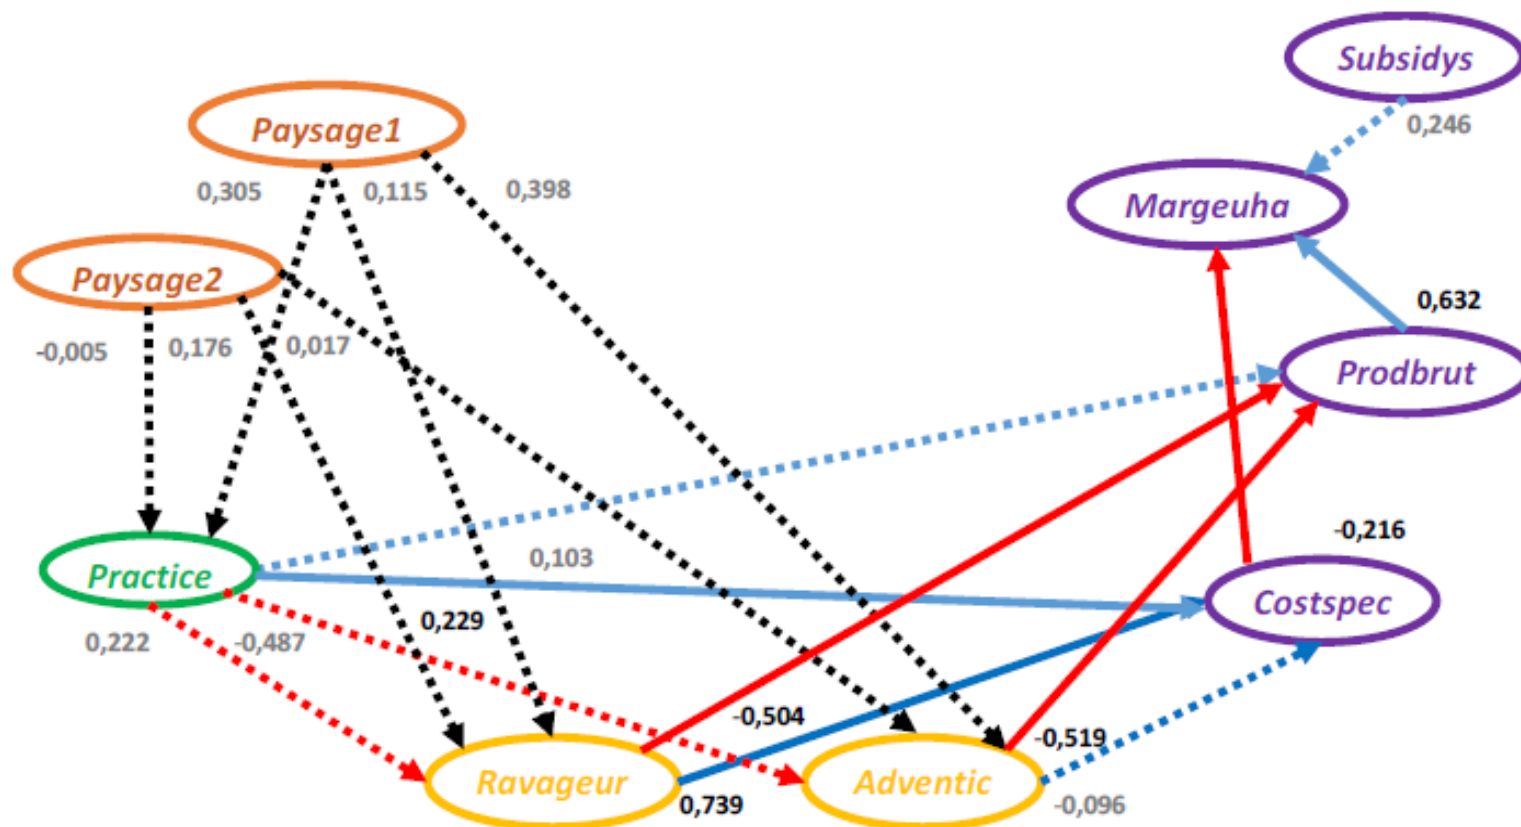 Subsidys
Paysage1
0,246
0,305
0,115
0,398
Margeuha
Paysage2
0,632
-0,005
0,176
0,017
Prodbrut
-0,216
0,103
Practice
Costspec
0,222
-0,487
0,229
-0,504
-0,519
Ravageur
Adventic
0,739
-0,096